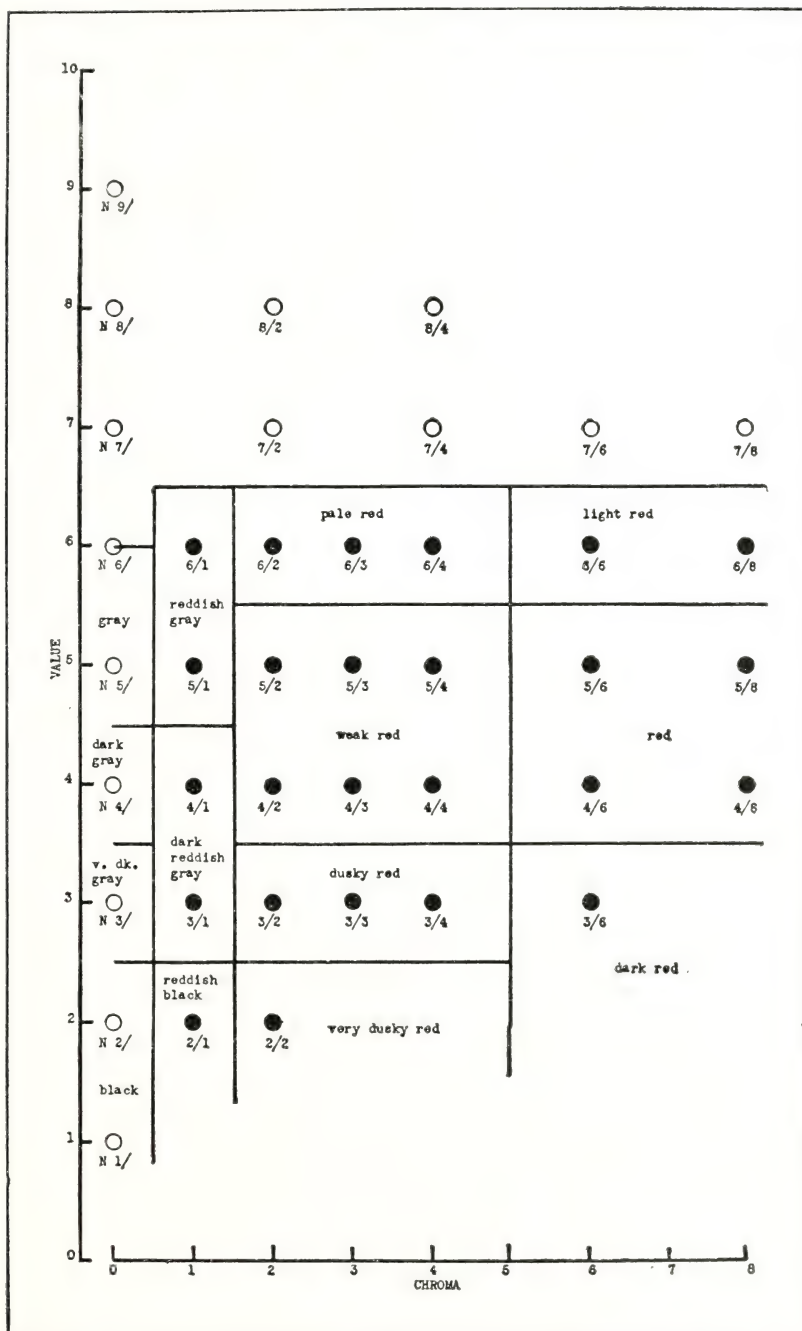 10
9
N 9/
8
N 8/ 8/2 8/4
7
N 7/ 7/2 7/4 7/6 7/8
pale red light red
6
N 6/ 6/1 6/2 6/3 6/4 6/6 6/8
reddish
gray
gray
VALUE
5
N 5/ 5/1 5/2 5/3 5/4 5/6 5/8
dark
gray
weak red red
4
N 4/ 4/1 4/2 4/3 4/4 4/6 4/8
dark
reddish
gray
v. dk.
gray
dusky red
3
N 3/ 3/1 3/2 3/3 3/4 3/6
reddish
black
dark red
2
N 2/ 2/1 2/2 very dusky red
black
1
N 1/
0
0 1 2 3 4 5 6 7 8
CHROMA